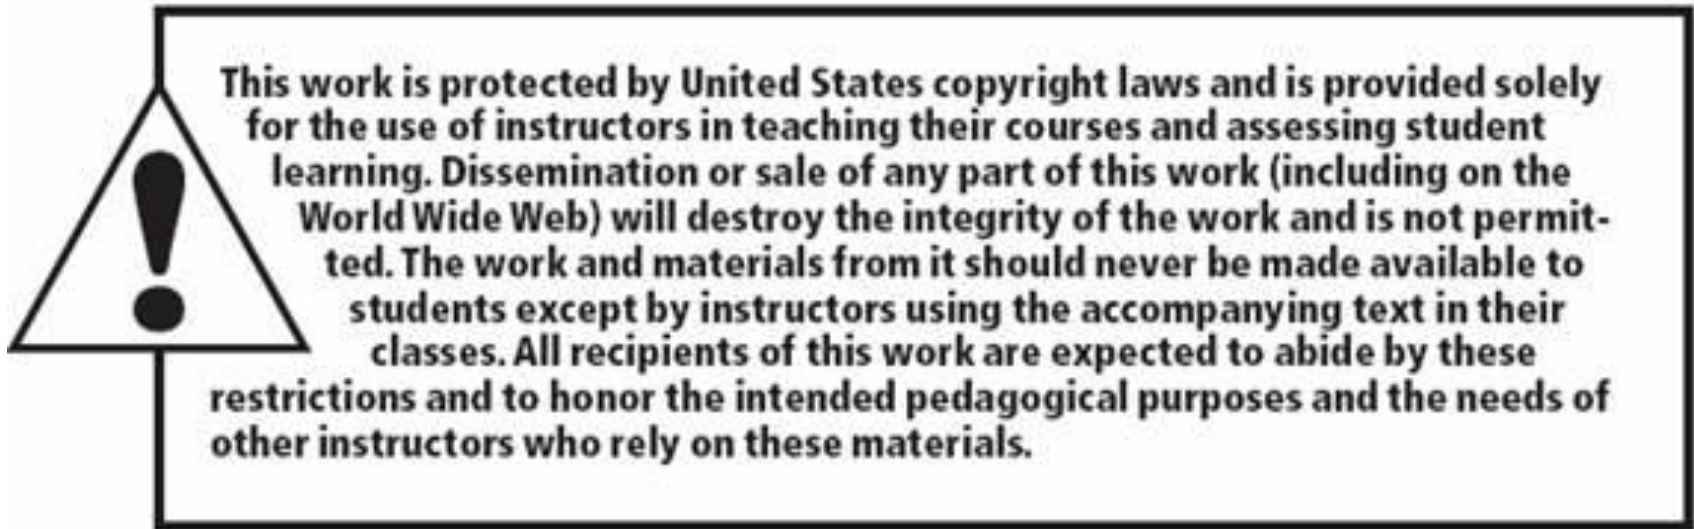 This work is protected by United States copyright laws and is provided solely
for the use of instructors in teaching their courses and assessing student
learning. Dissemination or sale of any part of this work (including on the
World Wide Web) will destroy the integrity of the work and is not permit-
ted. The work and materials from it should never be made available to
students except by instructors using the accompanying text in their
classes. All recipients of this work are expected to abide by these
restrictions and to honor the intended pedagogical purposes and the needs of
other instructors who rely on these materials.